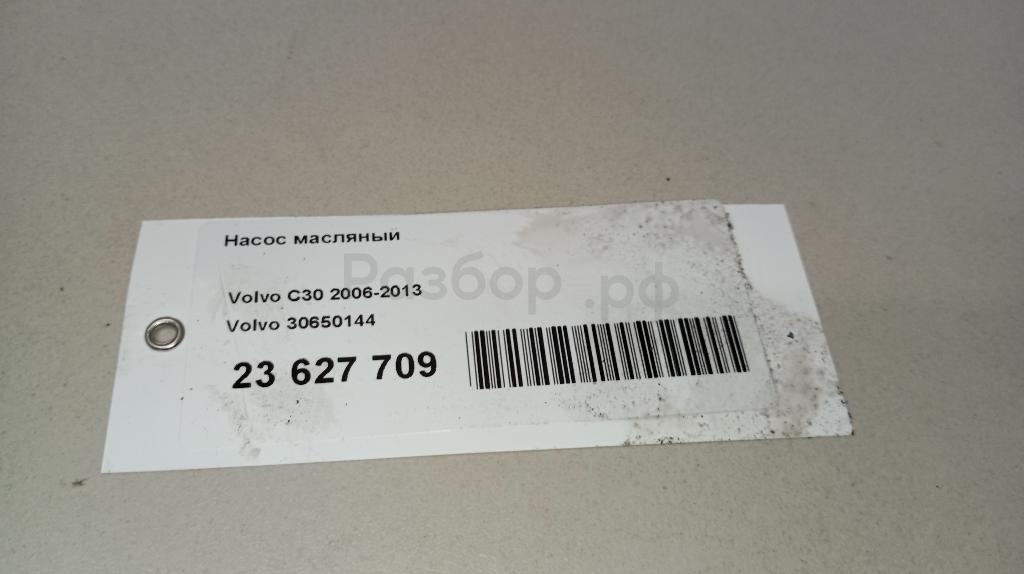 Насос масляный
Разбор.рф
Volvo C30 2006-2013
Volvo 30650144
23 627 709